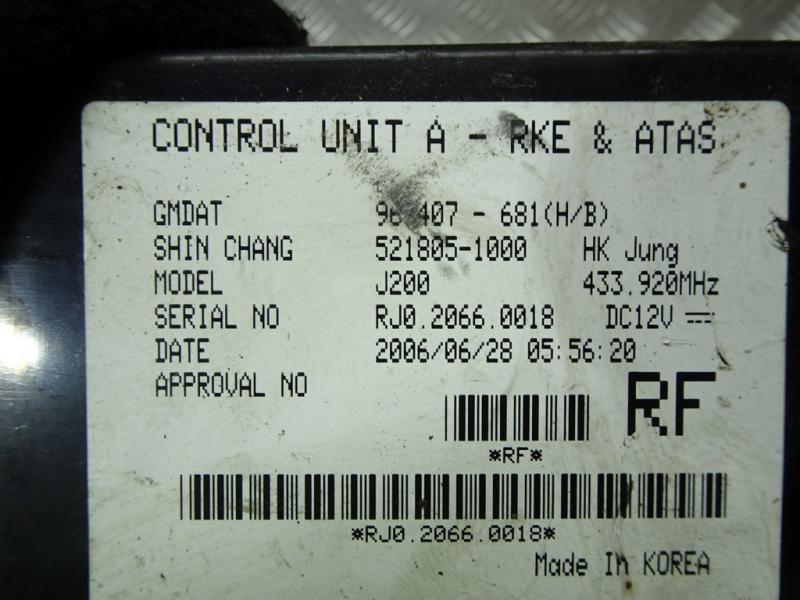 CONTROL UNIT A - RKE & ATAS
GMDAT 407 - 681(H/B)
SHIN CHANG 521805-1000 HK Jung
MODEL J200 433.920MHz
SERIAL NO RJ0.2066.0018 DC12V
DATE 2006/06/28 05:56:20
APPROVAL NO
RF
*RF*
*RJ0.2066.0018*
Made In KOREA